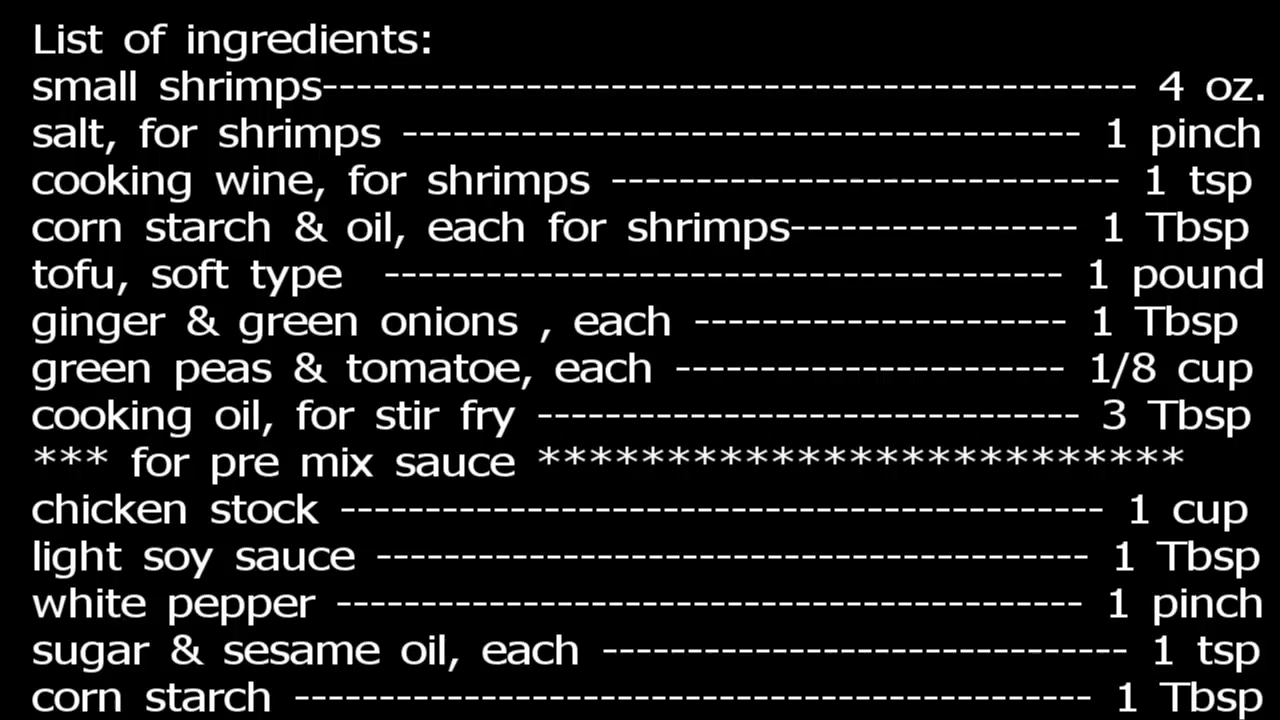 List of ingredients:
small shrimps------------------------------------------------ 4 oz.
salt, for shrimps ---------------------------------------- 1 pinch
cooking wine, for shrimps ------------------------------ 1 tsp
corn starch & oil, each for shrimps----------------- 1 Tbsp
tofu, soft type  ---------------------------------------- 1 pound
ginger & green onions , each ---------------------- 1 Tbsp
green peas & tomatoe, each ----------------------- 1/8 cup
cooking oil, for stir fry -------------------------------- 3 Tbsp
*** for pre mix sauce *************************
chicken stock --------------------------------------------- 1 cup
light soy sauce ------------------------------------------ 1 Tbsp
white pepper -------------------------------------------- 1 pinch
sugar & sesame oil, each ------------------------------- 1 tsp
corn starch ----------------------------------------------- 1 Tbsp